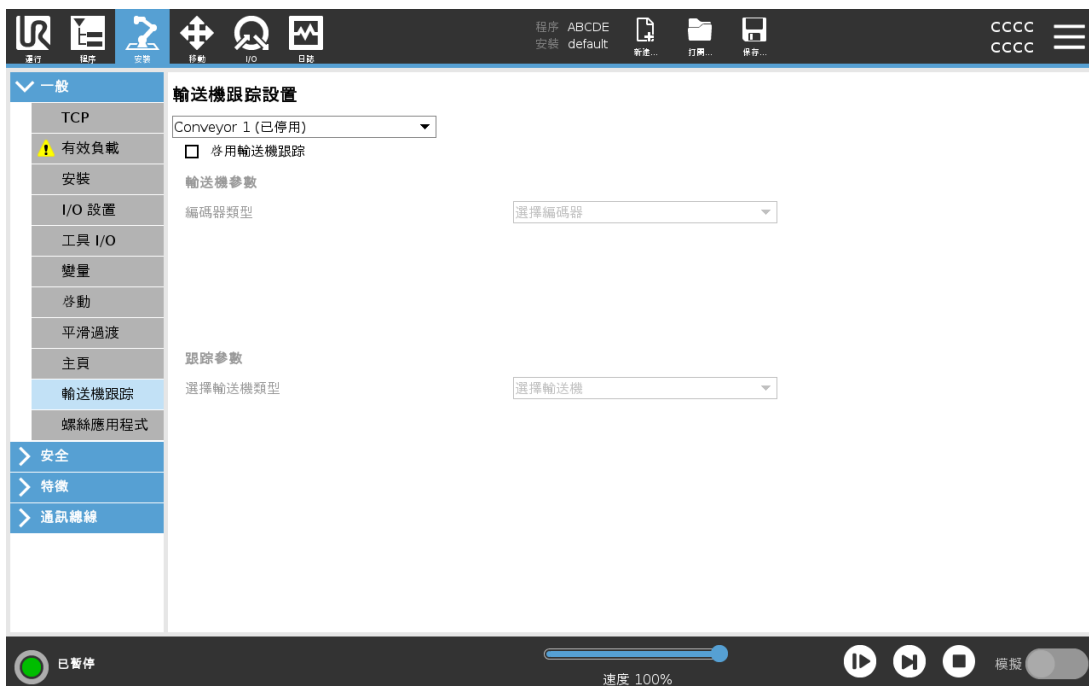 程序 ABCDE
安裝 default
CCCC
CCCC
運行
程序
安裝
移動
I/O
日誌
新建...
打開...
保存...
一般
TCP
有效負載
安裝
I/O 設置
工具 I/O
變量
啓動
平滑過渡
主頁
輸送機跟踪
螺絲應用程式
安全
特徵
通訊總線
輸送機跟踪設置
Conveyor 1 (已停用)
啓用輸送機跟踪
輸送機參數
編碼器類型
選擇編碼器
跟踪參數
選擇輸送機類型
選擇輸送機
已暫停
速度 100%
模擬